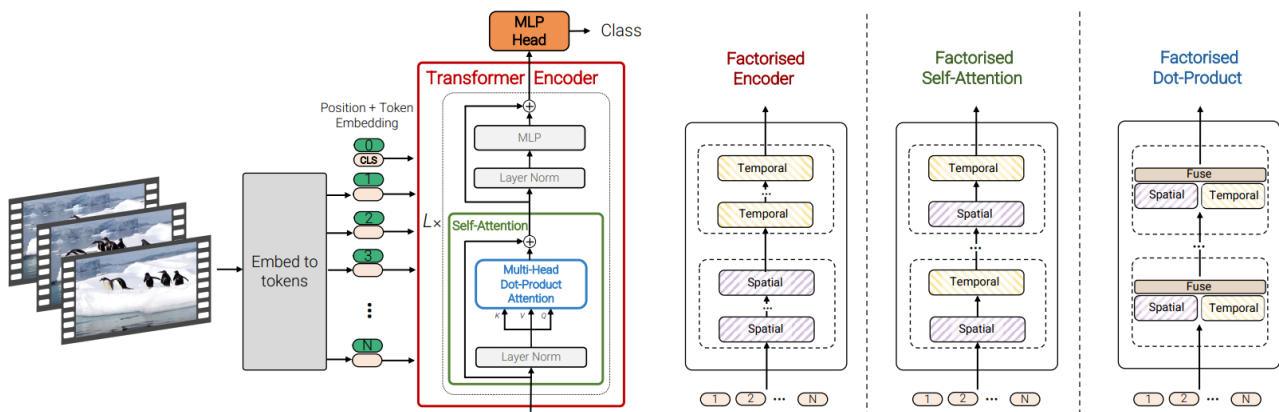 MLP
Head
Class
Transformer Encoder
Position + Token
Embedding
0
CLS
1
2
3
N
Embed to
tokens
L×
MLP
Layer Norm
Self-Attention
Multi-Head
Dot-Product
Attention
K V Q
Layer Norm
Factorised
Encoder
Temporal
Temporal
Spatial
Spatial
1 2 N
Factorised
Self-Attention
Temporal
Spatial
Temporal
Spatial
1 2 N
Factorised
Dot-Product
Fuse
Spatial Temporal
Fuse
Spatial Temporal
1 2 N